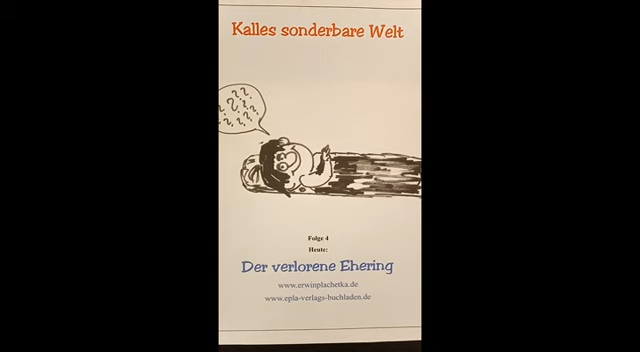 Kalles sonderbare Welt
? ? ?
? ? ?
? ? ? ?
? ?
Folge 4
Heute:
Der verlorene Ehering
www.erwinplachetka.de
www.epla-verlags-buchladen.de